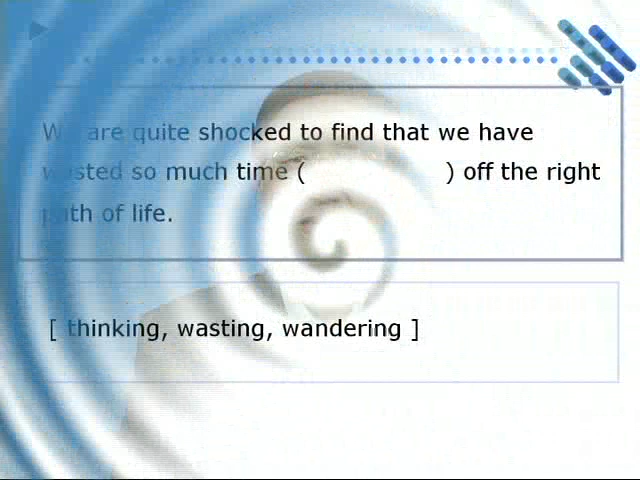 We are quite shocked to find that we have
wasted so much time ( ) off the right
path of life.
[ thinking, wasting, wandering ]